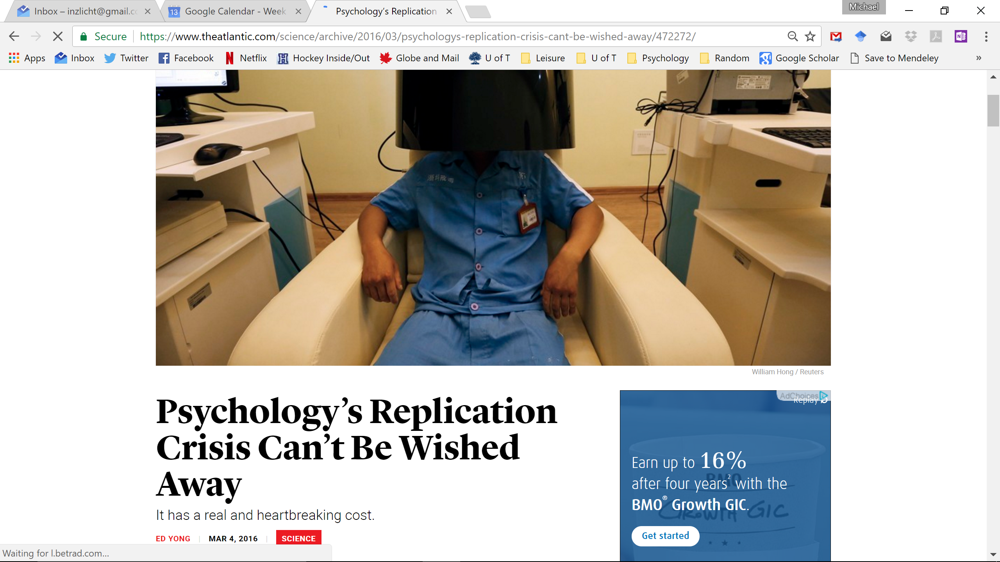 Inbox – inzlicht@gmail.co
13
Google Calendar - Week
Psychology’s Replication
Michael
Secure
https://www.theatlantic.com/science/archive/2016/03/psychologys-replication-crisis-cant-be-wished-away/472272/
Apps
Inbox
Twitter
Facebook
Netflix
Hockey Inside/Out
Globe and Mail
U of T
Leisure
U of T
Psychology
Random
Google Scholar
Save to Mendeley
»
William Hong / Reuters
Psychology’s Replication
Crisis Can’t Be Wished
Away
It has a real and heartbreaking cost.
ED YONG | MAR 4, 2016 | SCIENCE
AdChoices
Replay
Earn up to 16%
after four years² with the
BMO® Growth GIC.
BMO
GROWTH GIC
Get started
Waiting for l.betrad.com...